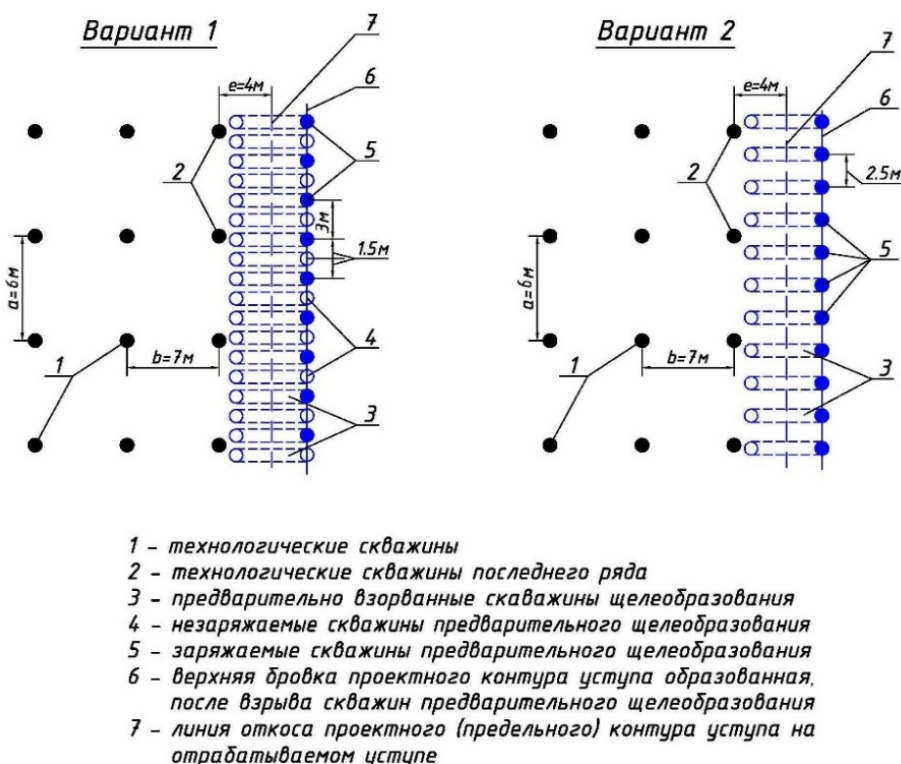 Вариант 1
Вариант 2
7
e=4м
6
5
2
3м
1.5м
a=6м
4
1
b=7м
3
7
e=4м
6
2.5м
2
5
a=6м
1
b=7м
3
1 - технологические скважины
2 - технологические скважины последнего ряда
3 - предварительно взорванные скаважины щелеобразования
4 - незаряжаемые скважины предварительного щелеобразования
5 - заряжаемые скважины предварительного щелеобразования
6 - верхняя бровка проектного контура уступа образованная,
после взрыва скважин предварительного щелеобразования
7 - линия откоса проектного (предельного) контура уступа на
отрабатываемом уступе